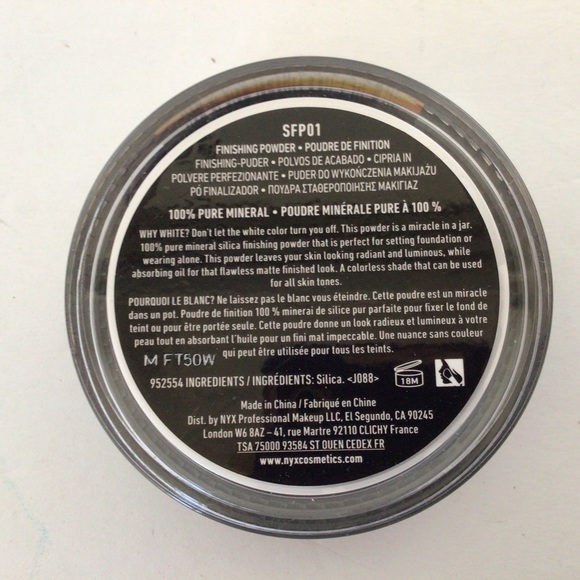 SFP01
FINISHING POWDER • POUDRE DE FINITION
FINISHING-PUDER • POLVOS DE ACABADO • CIPRIA IN
POLVERE PERFEZIONANTE • PUDER DO WYKOŃCZENIA MAKIJAŻU
PÓ FINALIZADOR • ΠΟΥΔΡΑ ΣΤΑΘΕΡΟΠΟΙΗΣΗΣ ΜΑΚΙΓΙΑΖ
100% PURE MINERAL • POUDRE MINÉRALE PURE À 100 %
WHY WHITE? Don't let the white color turn you off. This powder is a miracle in a jar.
100% pure mineral silica finishing powder that is perfect for setting foundation or
wearing alone. This powder leaves your skin looking radiant and luminous, while
absorbing oil for that flawless matte finished look. A colorless shade that can be used
for all skin tones.
POURQUOI LE BLANC? Ne laissez pas le blanc vous éteindre. Cette poudre est un miracle
dans un pot. Poudre de finition 100 % minerai de silice pur parfaite pour fixer le fond de
teint ou pour être portée seule. Cette poudre donne un look radieux et lumineux à votre
peau tout en absorbant l'huile pour un fini mat impeccable. Une nuance sans couleur
qui peut être utilisée pour tous les teints.
M FT50W
952554 INGREDIENTS / INGRÉDIENTS: Silica. <J088>
18M
Made in China / Fabriqué en Chine
Dist. by NYX Professional Makeup LLC, El Segundo, CA 90245
London W6 8AZ – 41, rue Martre 92110 CLICHY France
TSA 75000 93584 ST OUEN CEDEX FR
www.nyxcosmetics.com